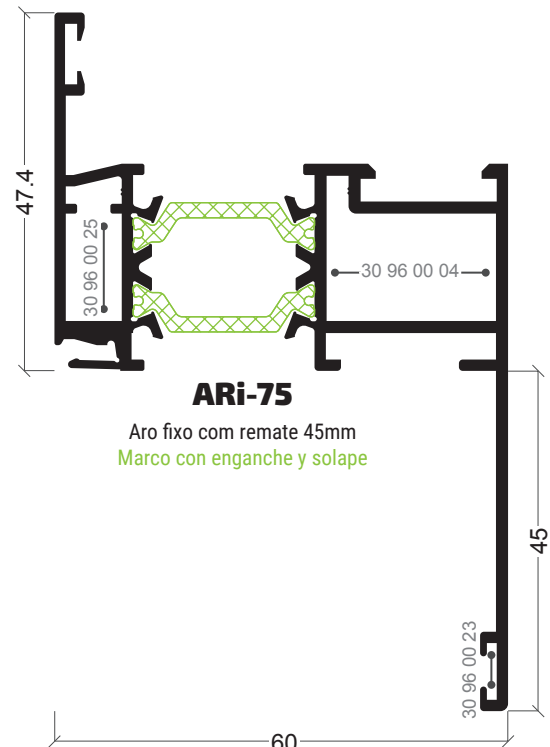 47.4
30 96 00 25
30 96 00 04
ARi-75
Aro fixo com remate 45mm
Marco con enganche y solape
45
30 96 00 23
60